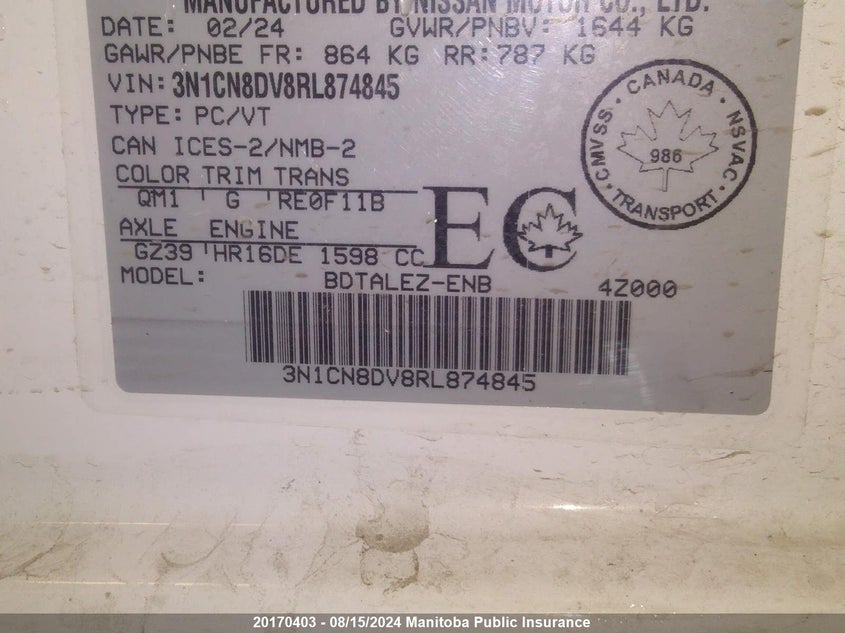 MANUFACTURED BY NISSAN MOTOR CO., LTD.
DATE: 02/24 GVWR/PNBV: 1644 KG
GAWR/PNBE FR: 864 KG RR: 787 KG
VIN: 3N1CN8DV8RL874845
TYPE: PC/VT
CAN ICES-2/NMB-2
COLOR TRIM TRANS
QM1 G RE0F11B
AXLE ENGINE
GZ39 HR16DE 1598 CC
EC
MODEL: BDTALEZ-ENB 4Z000
3N1CN8DV8RL874845
CANADA
CMVSS · NSVAC
986
TRANSPORT
20170403 - 08/15/2024 Manitoba Public Insurance